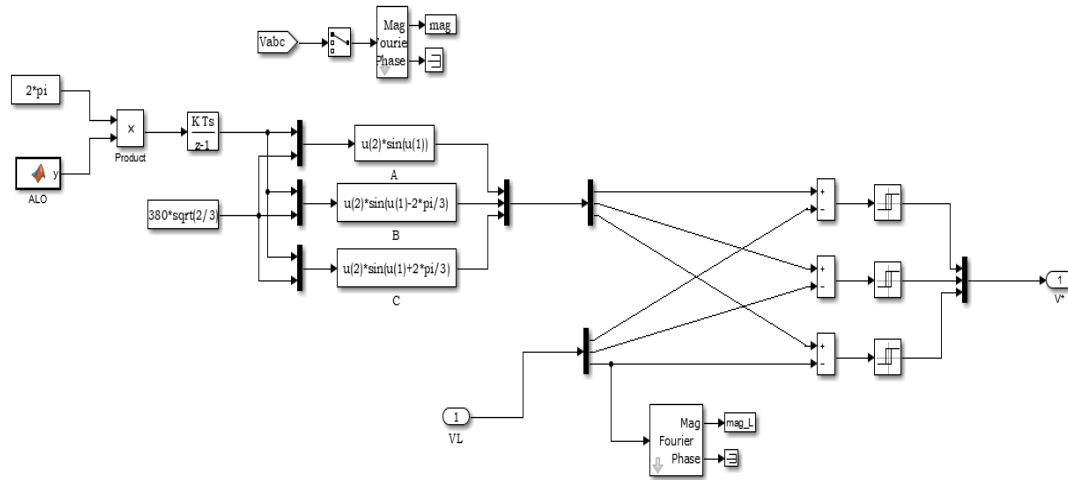 Vabc
Mag
Fourie
Phase
mag
2*pi
x
Product
K Ts
z-1
y
ALO
380*sqrt(2/3)
u(2)*sin(u(1))
A
u(2)*sin(u(1)-2*pi/3)
B
u(2)*sin(u(1)+2*pi/3)
C
+
−
+
−
+
−
1
V*
1
VL
Mag
Fourier
Phase
mag_L